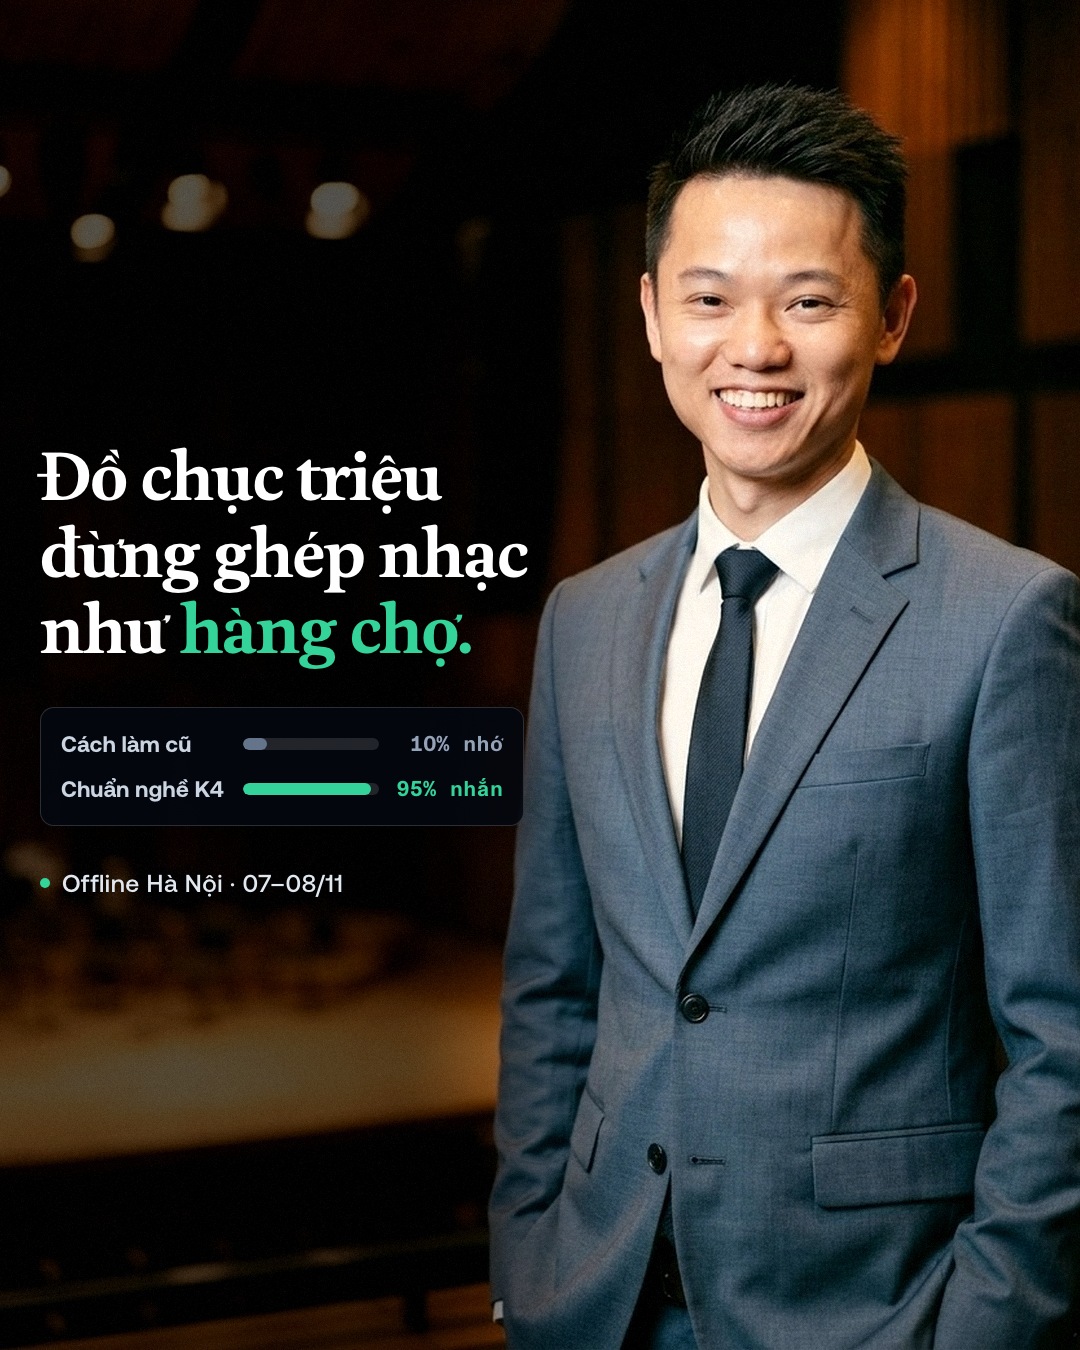 Đồ chục triệu
đừng ghép nhạc
như hàng chợ.
Cách làm cũ 10% nhớ
Chuẩn nghề K4 95% nhắn
Offline Hà Nội · 07–08/11